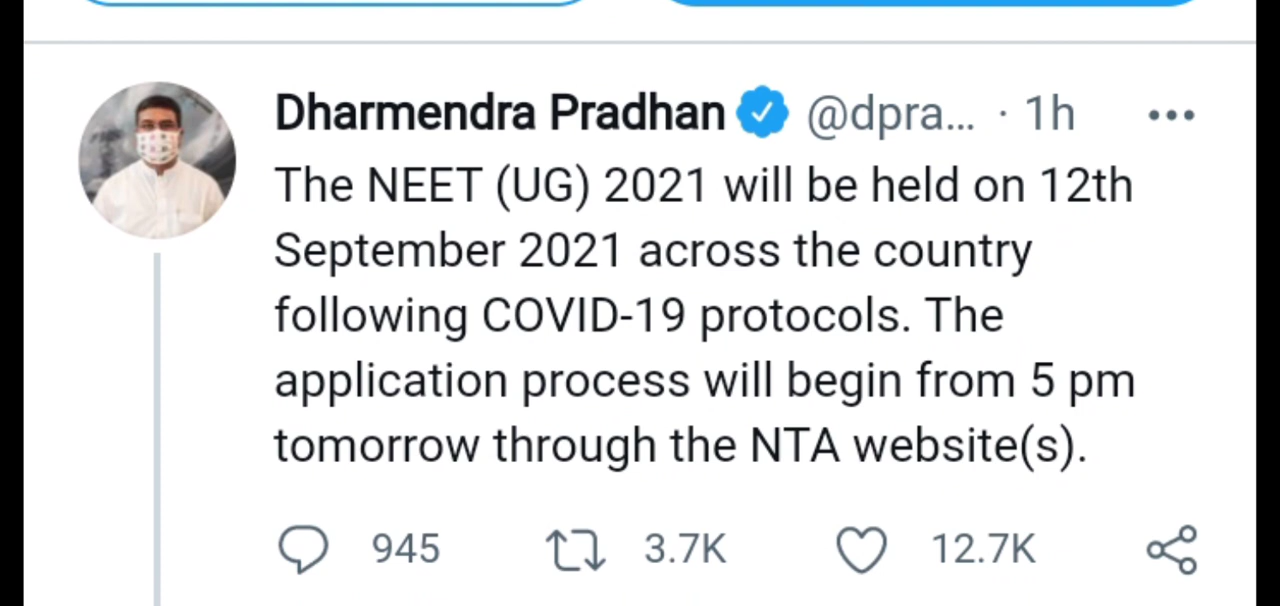 Dharmendra Pradhan @dpra... · 1h
The NEET (UG) 2021 will be held on 12th
September 2021 across the country
following COVID-19 protocols. The
application process will begin from 5 pm
tomorrow through the NTA website(s).
945 3.7K 12.7K